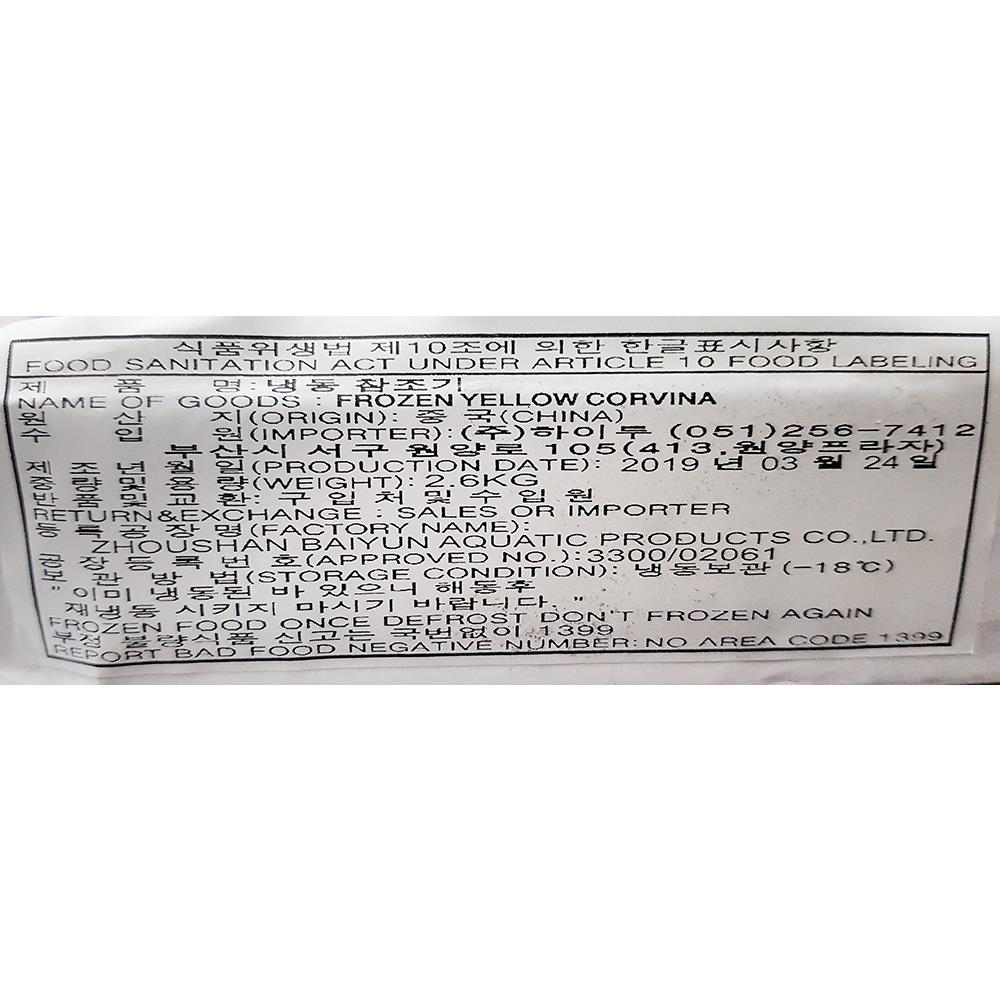 식품위생법 제10조에 의한 한글표시사항
FOOD SANITATION ACT UNDER ARTICLE 10 FOOD LABELING
제 품 명 : 냉동 참조기
NAME OF GOODS : FROZEN YELLOW CORVINA
원 산 지(ORIGIN): 중 국(CHINA)
수 입 원(IMPORTER): (주)하이투 (051)256-7412
부산시 서구 원양로 105(413,원양프라자)
제 조 년 월 일(PRODUCTION DATE): 2019 년 03 월 24 일
중 량 및 용 량(WEIGHT): 2.6KG
반 품 및 교 환: 구 입 처 및 수 입 원
RETURN&EXCHANGE : SALES OR IMPORTER
등 록 공 장 명(FACTORY NAME):
ZHOUSHAN BAIYUN AQUATIC PRODUCTS CO.,LTD.
공 장 등 록 번 호(APPROVED NO.):3300/02061
보 관 방 법(STORAGE CONDITION): 냉동보관 (-18℃)
" 이미 냉동된 바 있으니 해동후
재냉동 시키지 마시기 바랍니다. "
FROZEN FOOD ONCE DEFROST DON'T FROZEN AGAIN
부정 불량식품 신고는 국번없이 1399
REPORT BAD FOOD NEGATIVE NUMBER: NO AREA CODE 1399